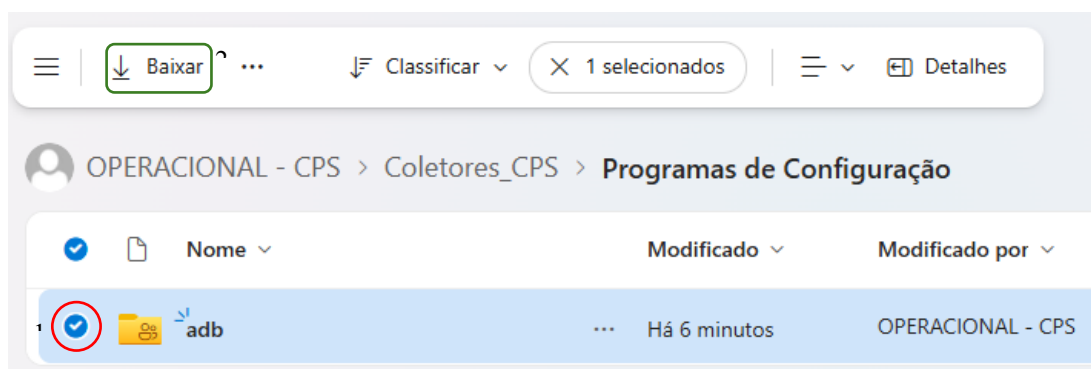 Baixar ... Classificar 1 selecionados Detalhes
OPERACIONAL - CPS > Coletores_CPS > Programas de Configuração
Nome Modificado Modificado por
1 adb ... Há 6 minutos OPERACIONAL - CPS